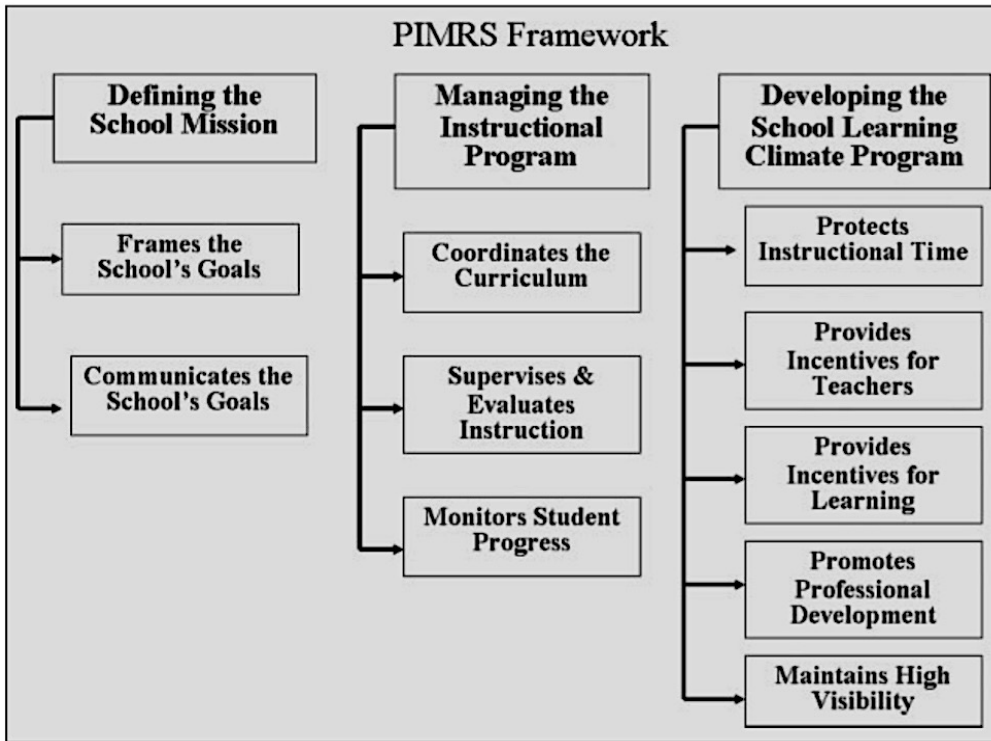 PIMRS Framework
Defining the
School Mission
Frames the
School's Goals
Communicates the
School's Goals
Managing the
Instructional
Program
Coordinates the
Curriculum
Supervises &
Evaluates
Instruction
Monitors Student
Progress
Developing the
School Learning
Climate Program
Protects
Instructional Time
Provides
Incentives for
Teachers
Provides
Incentives for
Learning
Promotes
Professional
Development
Maintains High
Visibility